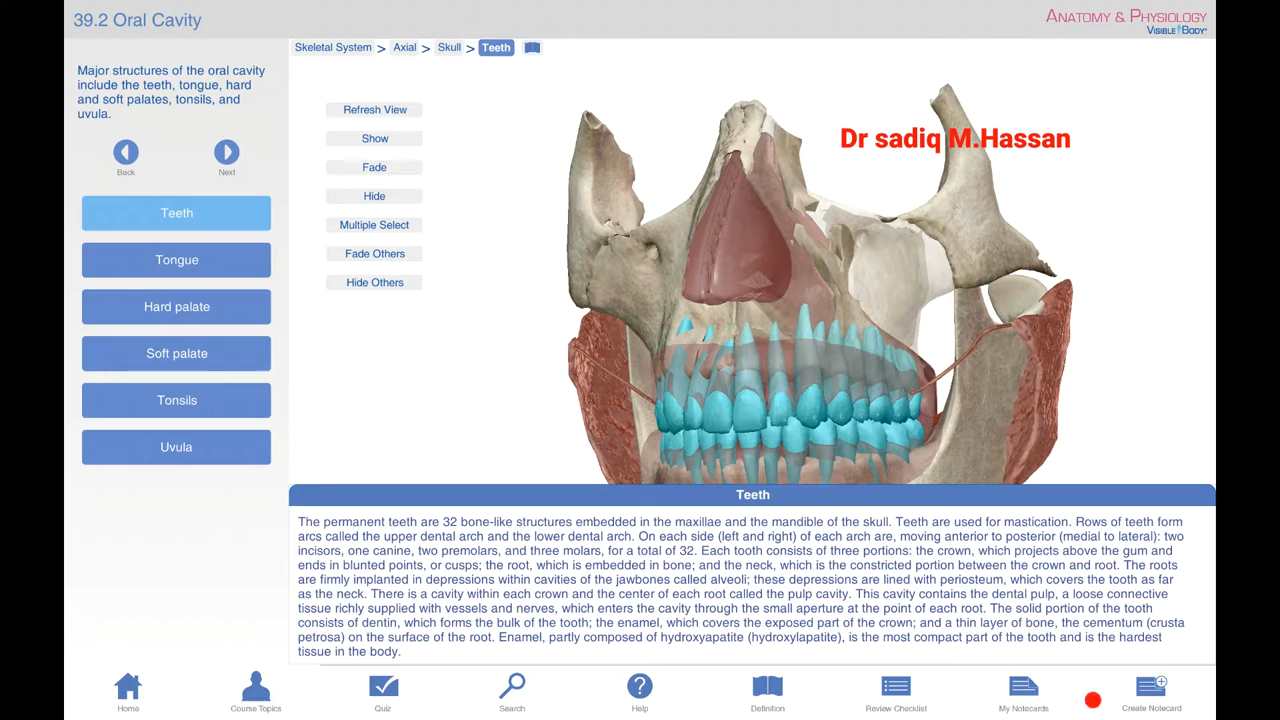 39.2 Oral Cavity
ANATOMY & PHYSIOLOGY
VISIBLE BODY®
Skeletal System > Axial > Skull > Teeth
Major structures of the oral cavity
include the teeth, tongue, hard
and soft palates, tonsils, and
uvula.
Back
Next
Teeth
Tongue
Hard palate
Soft palate
Tonsils
Uvula
Refresh View
Show
Fade
Hide
Multiple Select
Fade Others
Hide Others
Dr sadiq M.Hassan
Teeth
The permanent teeth are 32 bone-like structures embedded in the maxillae and the mandible of the skull. Teeth are used for mastication. Rows of teeth form
arcs called the upper dental arch and the lower dental arch. On each side (left and right) of each arch are, moving anterior to posterior (medial to lateral): two
incisors, one canine, two premolars, and three molars, for a total of 32. Each tooth consists of three portions: the crown, which projects above the gum and
ends in blunted points, or cusps; the root, which is embedded in bone; and the neck, which is the constricted portion between the crown and root. The roots
are firmly implanted in depressions within cavities of the jawbones called alveoli; these depressions are lined with periosteum, which covers the tooth as far
as the neck. There is a cavity within each crown and the center of each root called the pulp cavity. This cavity contains the dental pulp, a loose connective
tissue richly supplied with vessels and nerves, which enters the cavity through the small aperture at the point of each root. The solid portion of the tooth
consists of dentin, which forms the bulk of the tooth; the enamel, which covers the exposed part of the crown; and a thin layer of bone, the cementum (crusta
petrosa) on the surface of the root. Enamel, partly composed of hydroxyapatite (hydroxylapatite), is the most compact part of the tooth and is the hardest
tissue in the body.
Home
Course Topics
Quiz
Search
Help
Definition
Review Checklist
My Notecards
Create Notecard